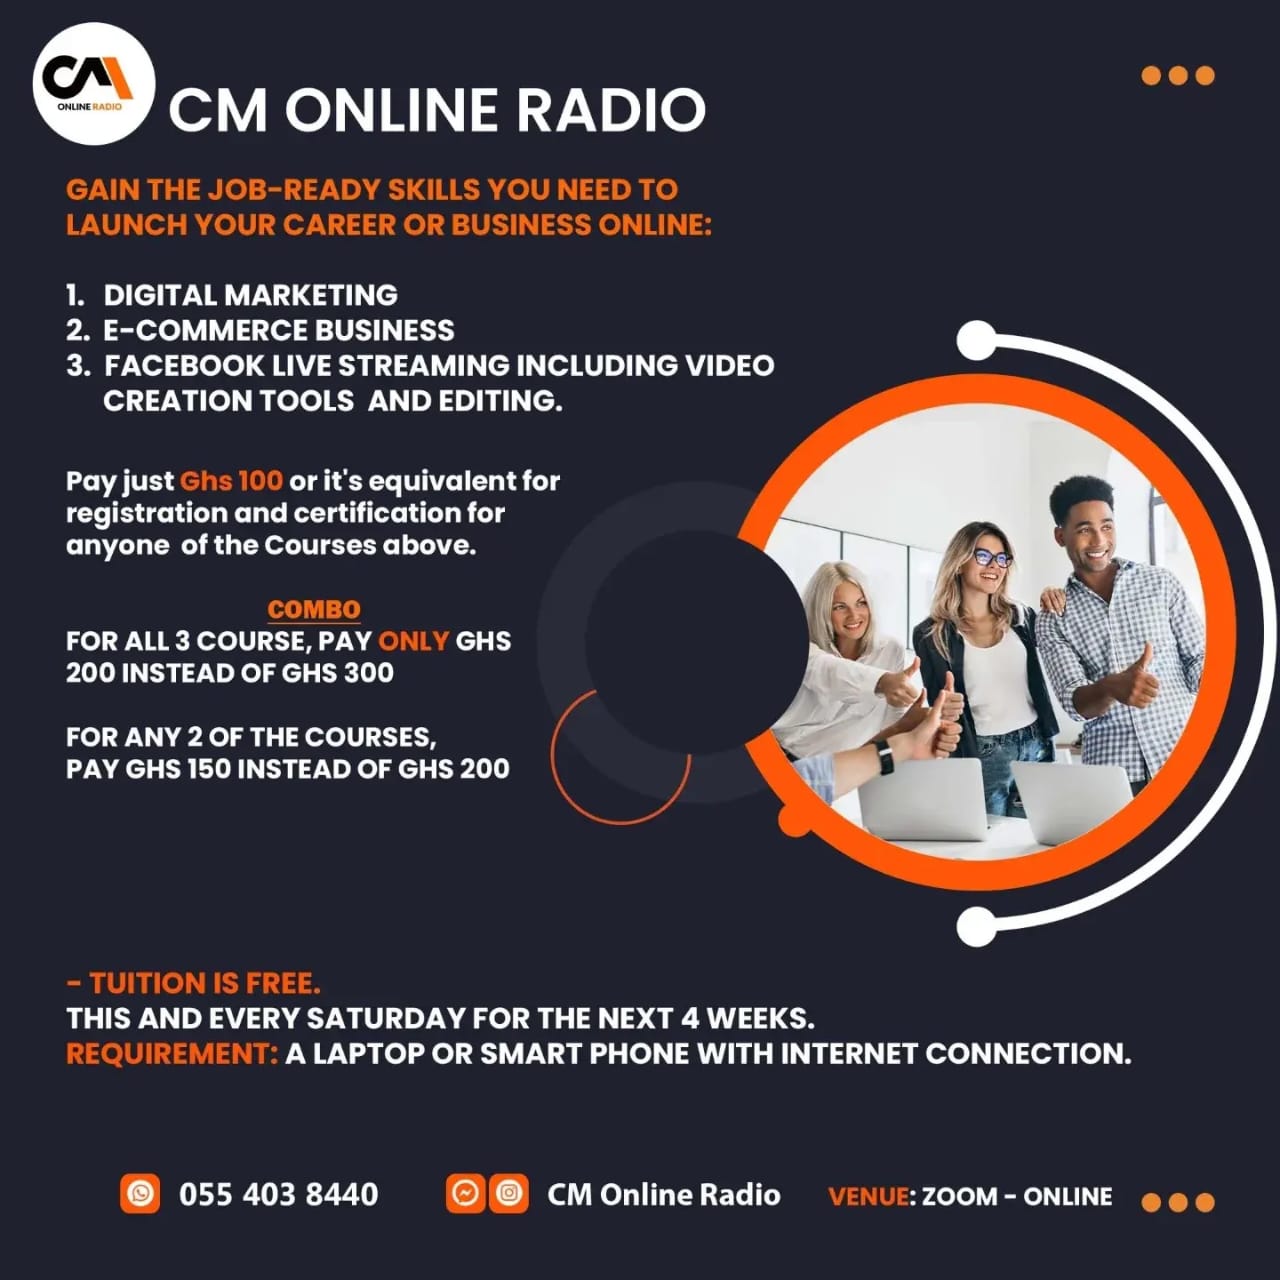 CM
ONLINE RADIO
CM ONLINE RADIO
GAIN THE JOB-READY SKILLS YOU NEED TO
LAUNCH YOUR CAREER OR BUSINESS ONLINE:
1. DIGITAL MARKETING
2. E-COMMERCE BUSINESS
3. FACEBOOK LIVE STREAMING INCLUDING VIDEO
CREATION TOOLS AND EDITING.
Pay just Ghs 100 or it's equivalent for
registration and certification for
anyone of the Courses above.
COMBO
FOR ALL 3 COURSE, PAY ONLY GHS
200 INSTEAD OF GHS 300
FOR ANY 2 OF THE COURSES,
PAY GHS 150 INSTEAD OF GHS 200
- TUITION IS FREE.
THIS AND EVERY SATURDAY FOR THE NEXT 4 WEEKS.
REQUIREMENT: A LAPTOP OR SMART PHONE WITH INTERNET CONNECTION.
055 403 8440
CM Online Radio
VENUE: ZOOM - ONLINE